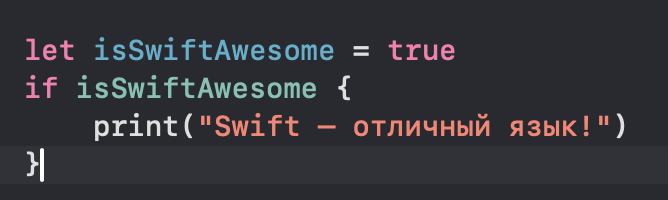 let isSwiftAwesome = true
if isSwiftAwesome {
    print("Swift — отличный язык!")
}